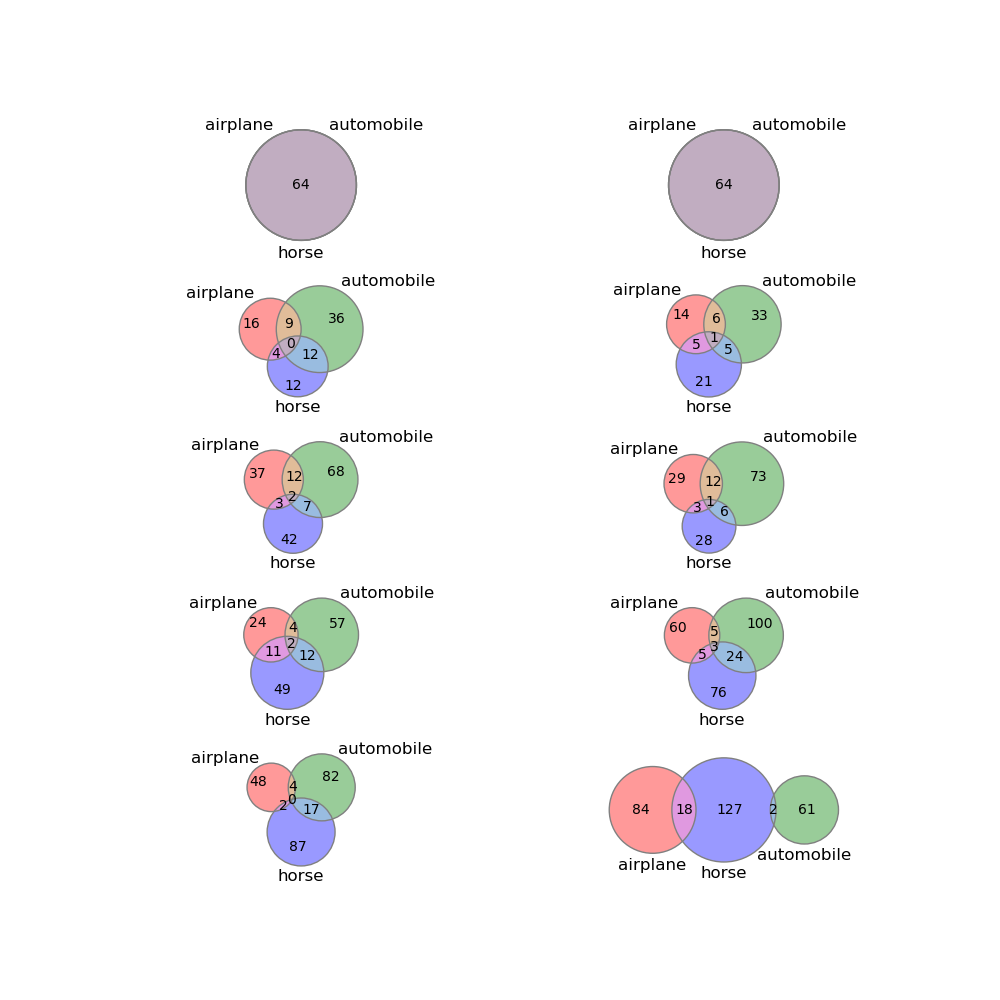 airplane automobile
64
horse
airplane automobile
64
horse
airplane automobile
16 9 36
4 0 12
12
horse
airplane automobile
14 6 33
5 1 5
21
horse
airplane automobile
37 12 68
3 2 7
42
horse
airplane automobile
29 12 73
3 1 6
28
horse
airplane automobile
24 4 57
11 2 12
49
horse
airplane automobile
60 5 100
5 3 24
76
horse
airplane automobile
48 4 82
2 0 17
87
horse
84 18 127 2 61
airplane horse automobile